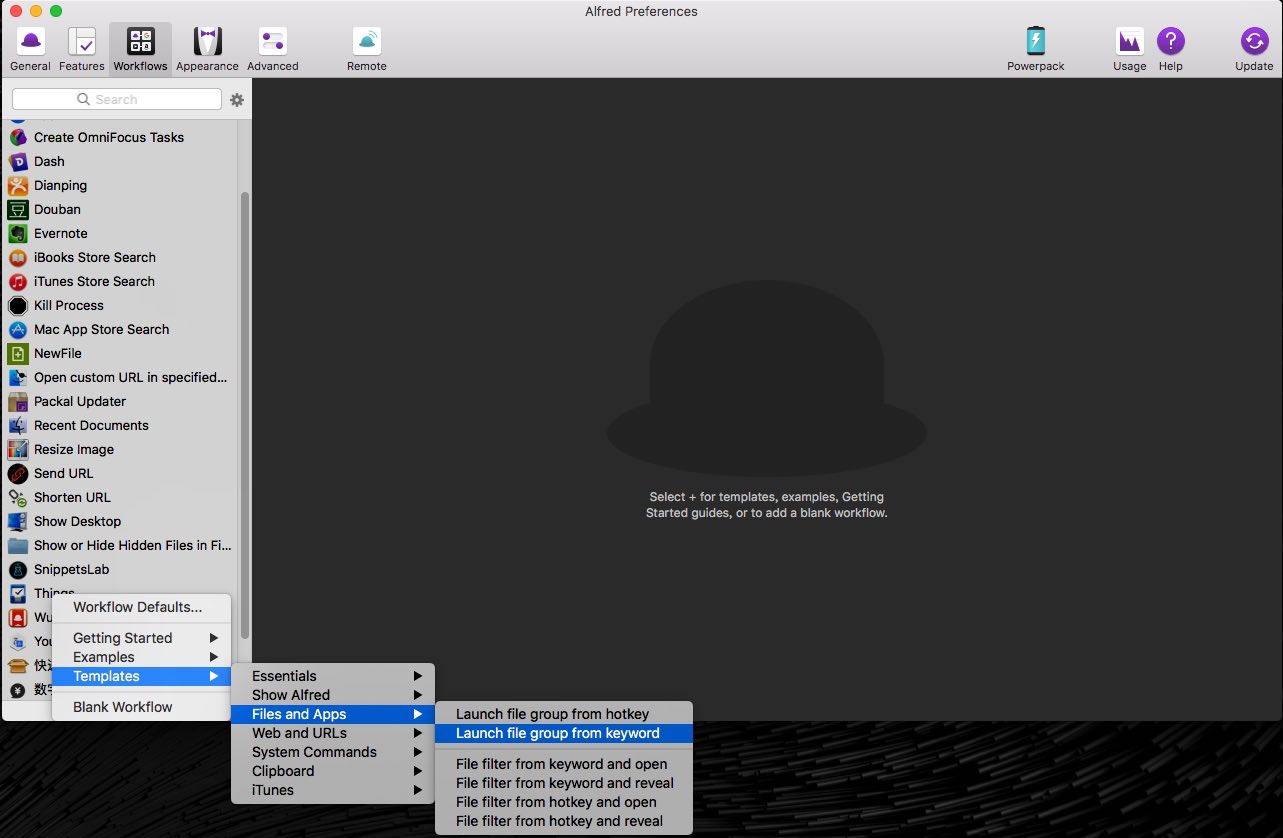 Alfred Preferences
General
Features
Workflows
Appearance
Advanced
Remote
Powerpack
Usage
Help
Update
Search
Create OmniFocus Tasks
Dash
Dianping
Douban
Evernote
iBooks Store Search
iTunes Store Search
Kill Process
Mac App Store Search
NewFile
Open custom URL in specified...
Packal Updater
Recent Documents
Resize Image
Send URL
Shorten URL
Show Desktop
Show or Hide Hidden Files in Fi...
SnippetsLab
Things
Wu
You
数字
Select + for templates, examples, Getting
Started guides, or to add a blank workflow.
Workflow Defaults...
Getting Started
Examples
Templates
Blank Workflow
Essentials
Show Alfred
Files and Apps
Web and URLs
System Commands
Clipboard
iTunes
Launch file group from hotkey
Launch file group from keyword
File filter from keyword and open
File filter from keyword and reveal
File filter from hotkey and open
File filter from hotkey and reveal